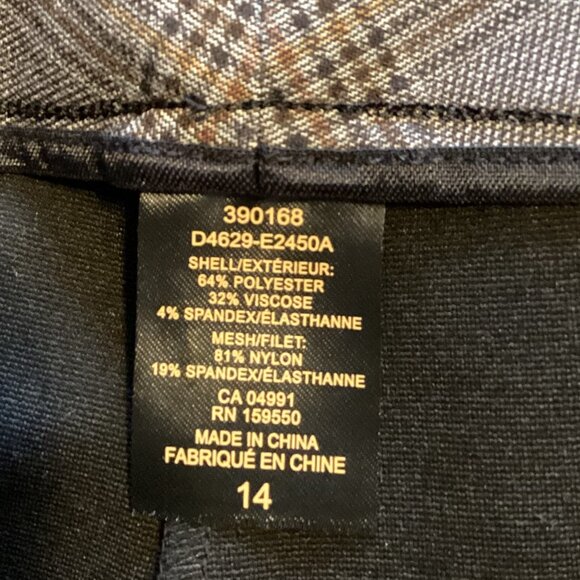 390168
D4629-E2450A
SHELL/EXTÉRIEUR:
64% POLYESTER
32% VISCOSE
4% SPANDEX/ÉLASTHANNE
MESH/FILET:
81% NYLON
19% SPANDEX/ÉLASTHANNE
CA 04991
RN 159550
MADE IN CHINA
FABRIQUÉ EN CHINE
14